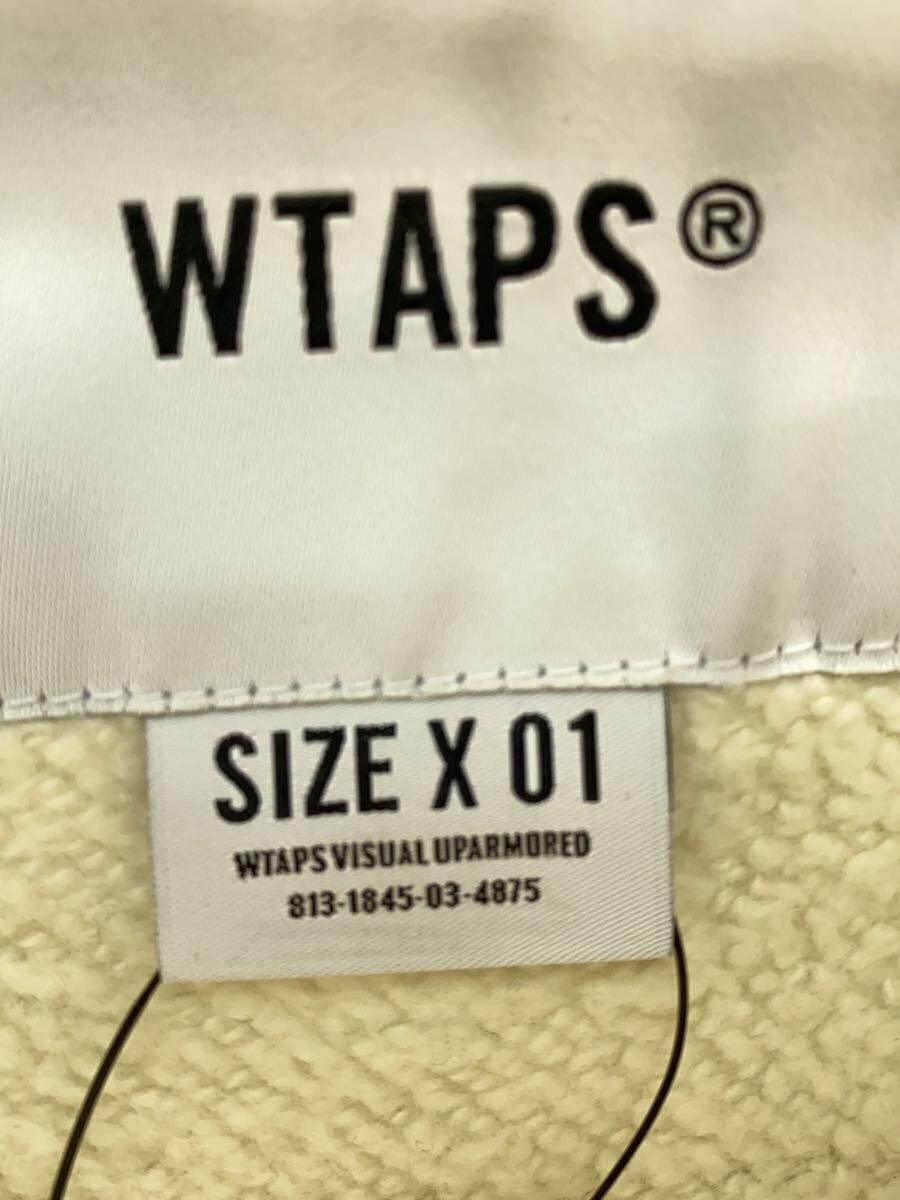 WTAPS®
SIZE X 01
WTAPS VISUAL UPARMORED
813-1845-03-4875